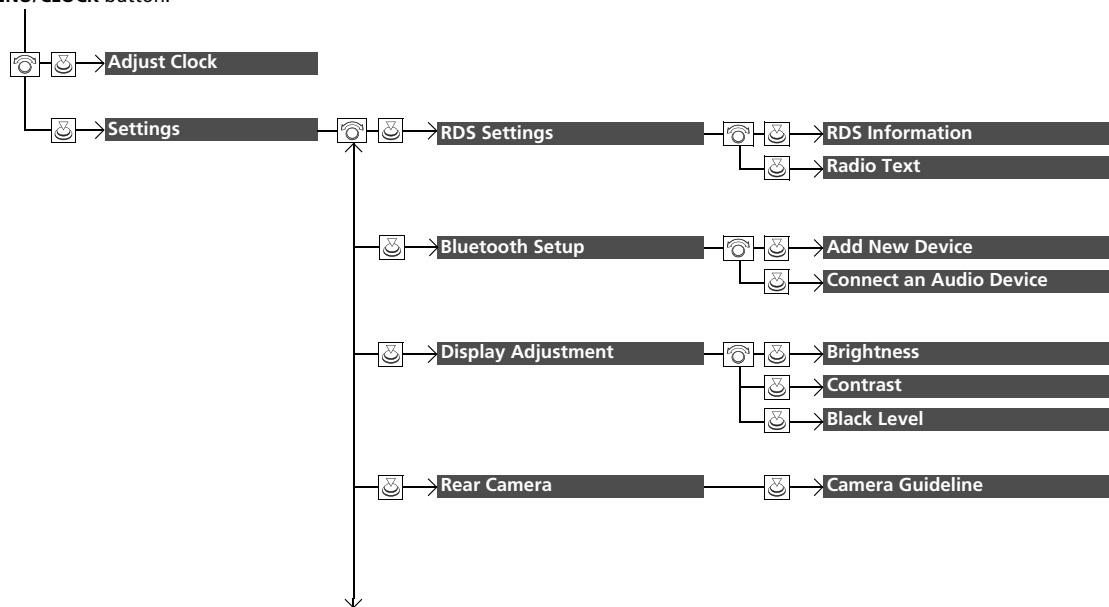 /CLOCK button.
Adjust Clock
Settings
RDS Settings
RDS Information
Radio Text
Bluetooth Setup
Add New Device
Connect an Audio Device
Display Adjustment
Brightness
Contrast
Black Level
Rear Camera
Camera Guideline